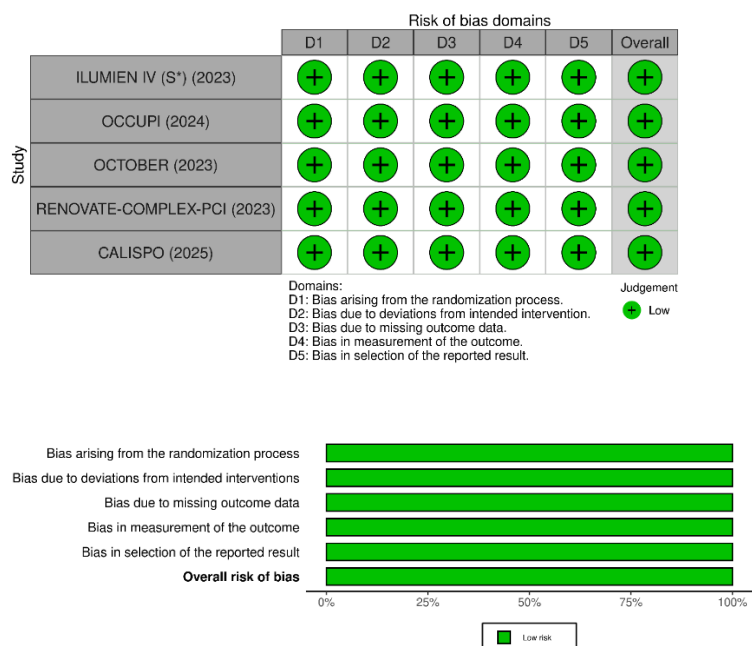 Risk of bias domains
D1 D2 D3 D4 D5 Overall
Study
ILUMIEN IV (S*) (2023) + + + + + +
OCCUPI (2024) + + + + + +
OCTOBER (2023) + + + + + +
RENOVATE-COMPLEX-PCI (2023) + + + + + +
CALISPO (2025) + + + + + +
Domains:
D1: Bias arising from the randomization process.
D2: Bias due to deviations from intended intervention.
D3: Bias due to missing outcome data.
D4: Bias in measurement of the outcome.
D5: Bias in selection of the reported result.
Judgement
+ Low
Bias arising from the randomization process
Bias due to deviations from intended interventions
Bias due to missing outcome data
Bias in measurement of the outcome
Bias in selection of the reported result
Overall risk of bias
0% 25% 50% 75% 100%
Low risk